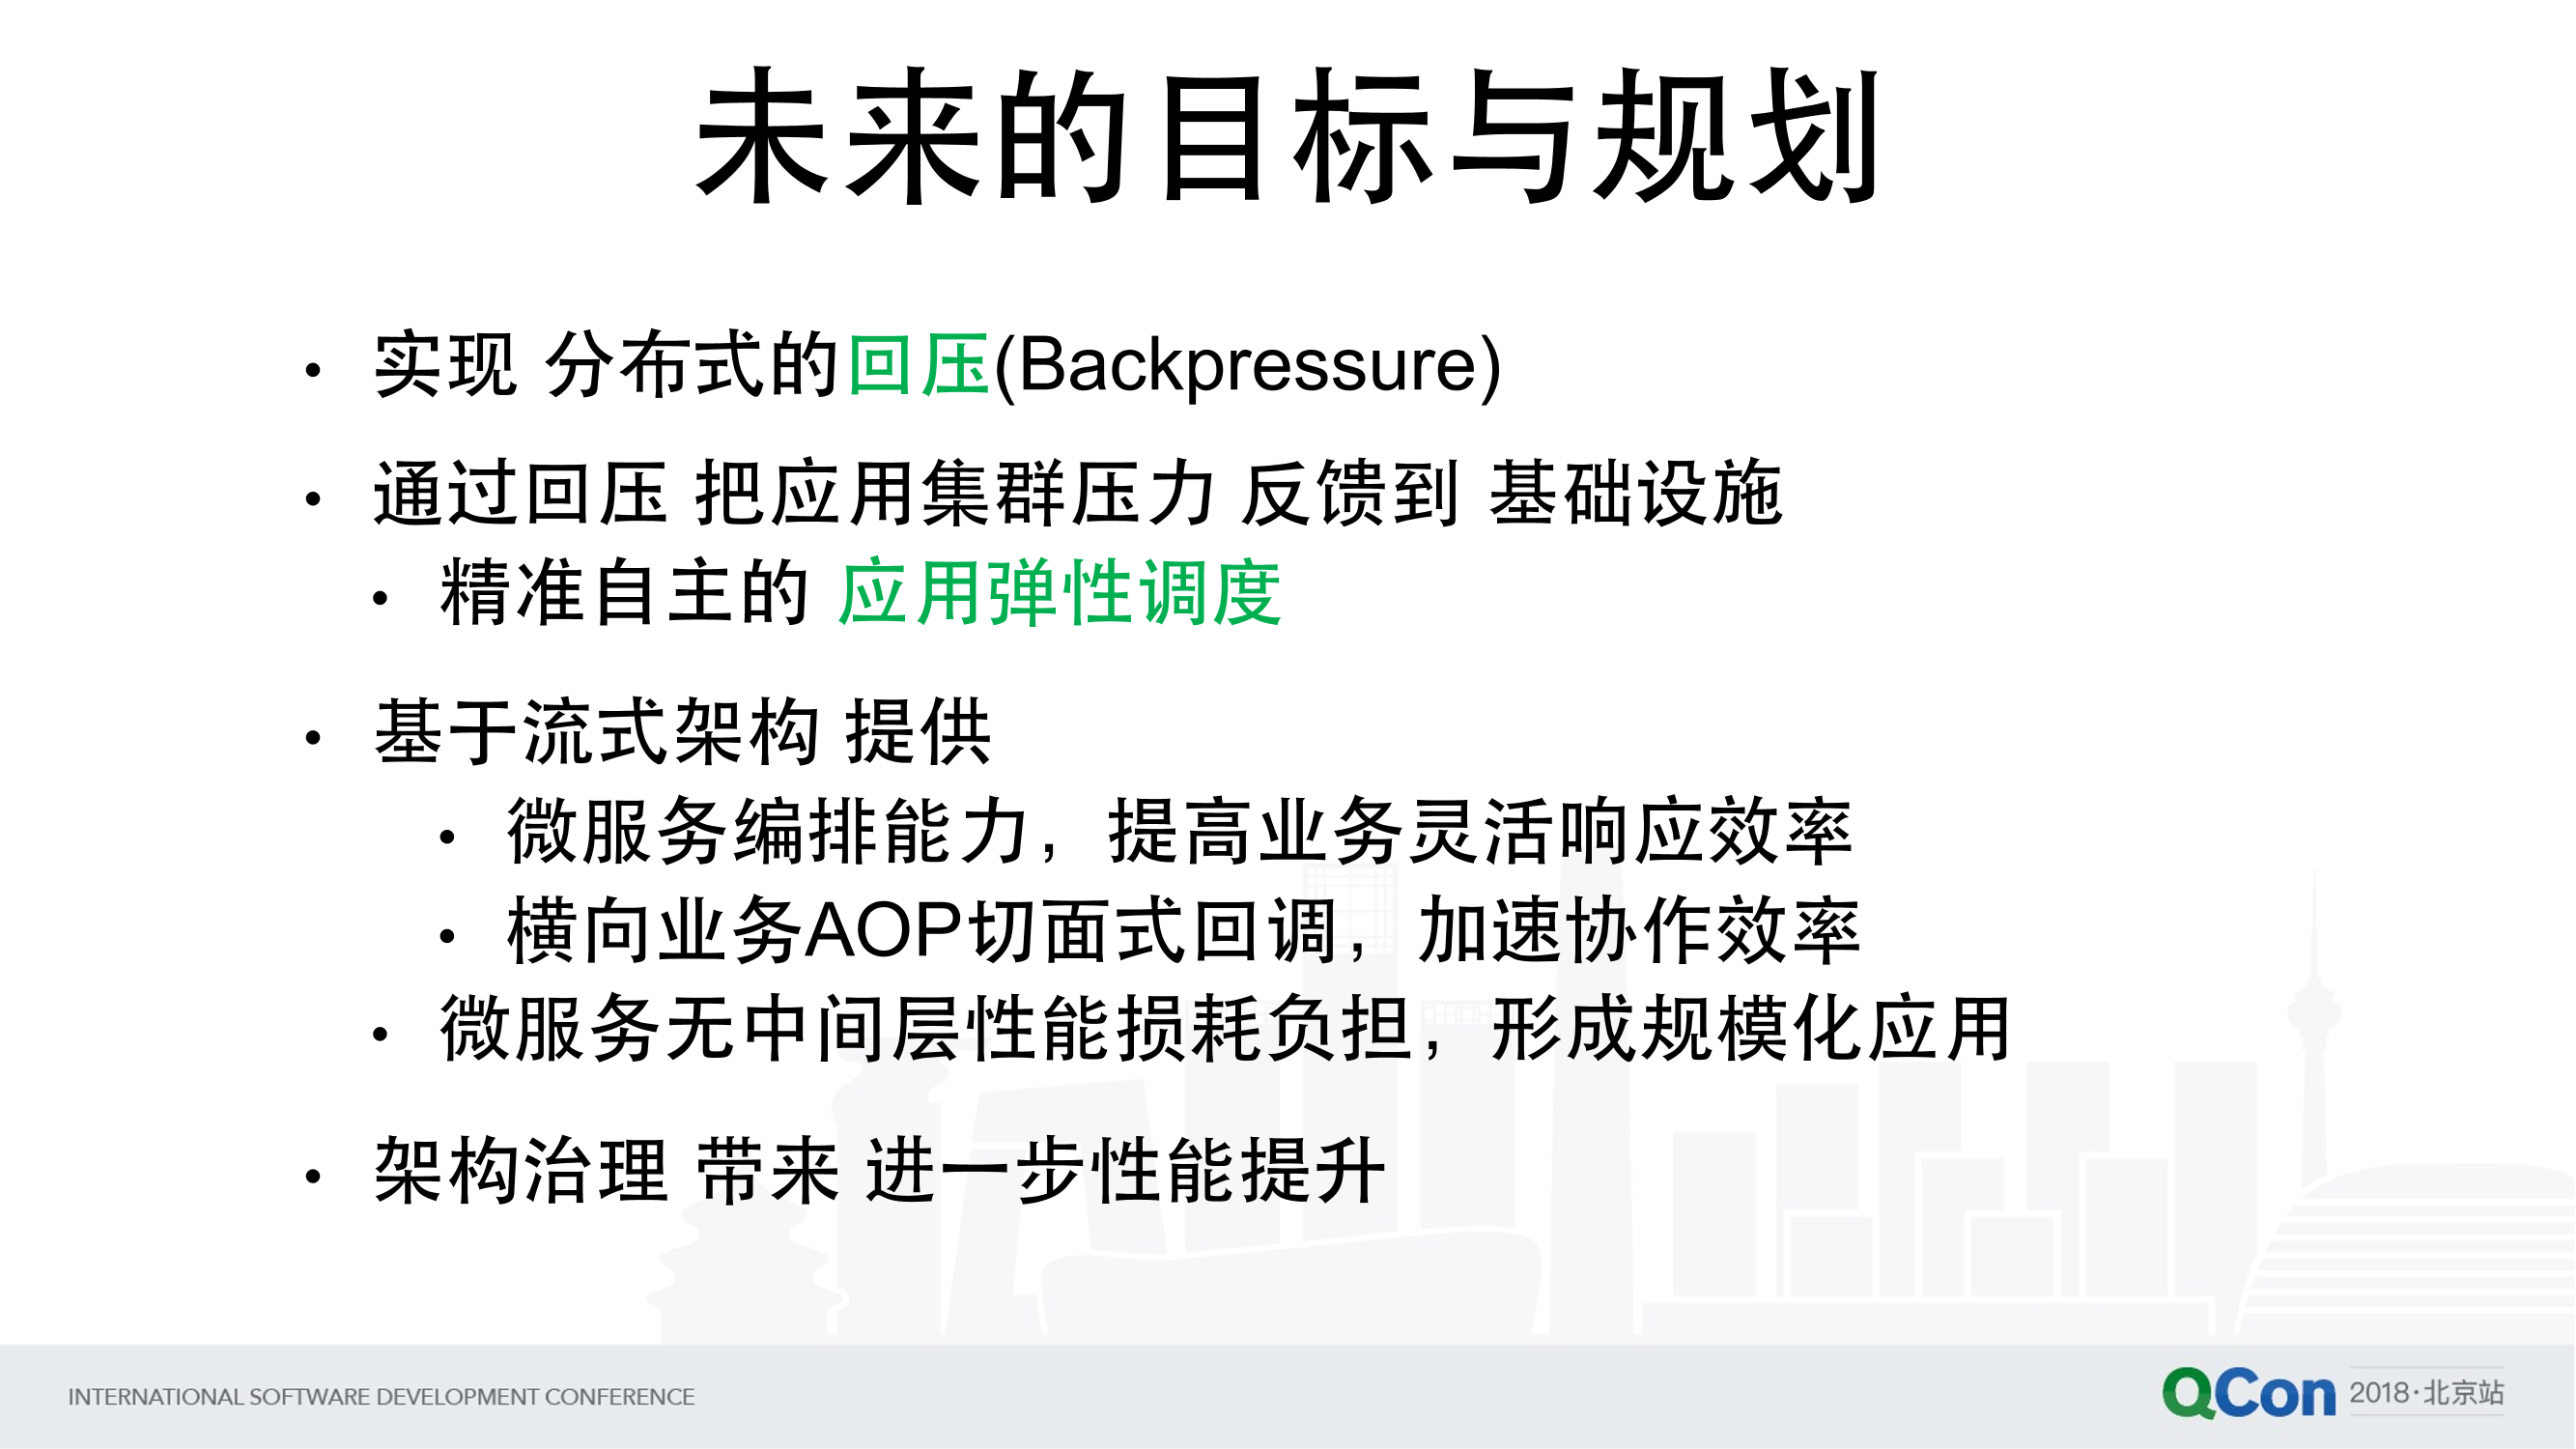 未来的目标与规划
• 实现 分布式的回压(Backpressure)
• 通过回压 把应用集群压力 反馈到 基础设施
• 精准自主的 应用弹性调度
• 基于流式架构 提供
• 微服务编排能力，提高业务灵活响应效率
• 横向业务AOP切面式回调，加速协作效率
• 微服务无中间层性能损耗负担，形成规模化应用
• 架构治理 带来 进一步性能提升
INTERNATIONAL SOFTWARE DEVELOPMENT CONFERENCE
QCon 2018·北京站